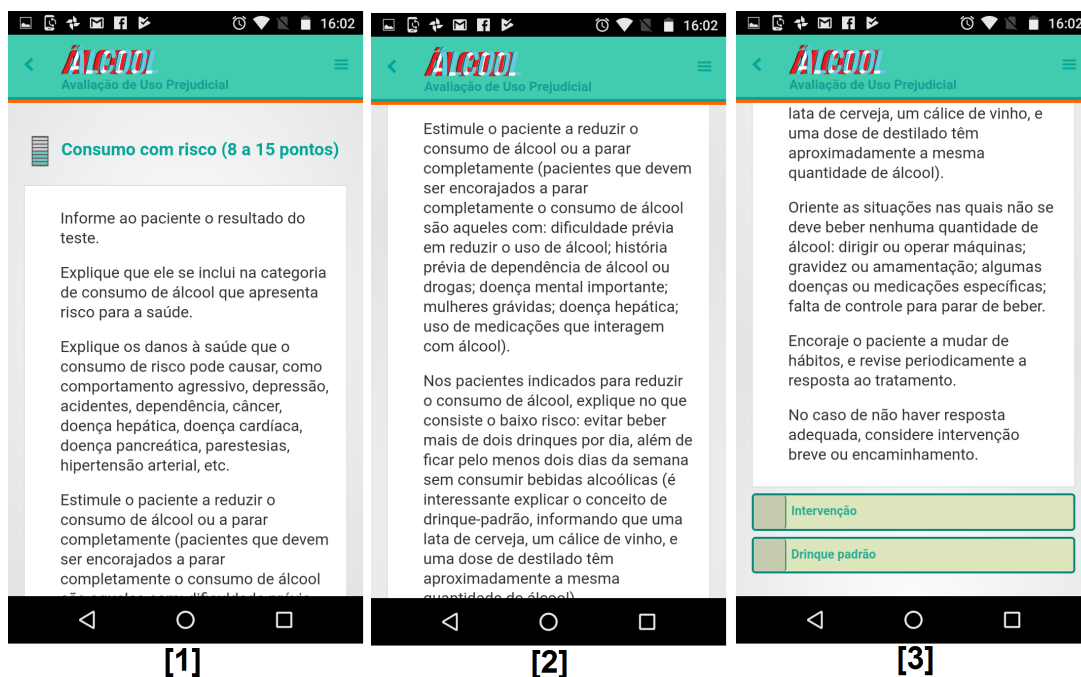 16:02
ÁLCOOL
Avaliação de Uso Prejudicial
Consumo com risco (8 a 15 pontos)
Informe ao paciente o resultado do
teste.
Explique que ele se inclui na categoria
de consumo de álcool que apresenta
risco para a saúde.
Explique os danos à saúde que o
consumo de risco pode causar, como
comportamento agressivo, depressão,
acidentes, dependência, câncer,
doença hepática, doença cardíaca,
doença pancreática, parestesias,
hipertensão arterial, etc.
Estimule o paciente a reduzir o
consumo de álcool ou a parar
completamente (pacientes que devem
ser encorajados a parar
completamente o consumo de álcool
são aqueles com: dificuldade prévia
[1]
16:02
ÁLCOOL
Avaliação de Uso Prejudicial
Estimule o paciente a reduzir o
consumo de álcool ou a parar
completamente (pacientes que devem
ser encorajados a parar
completamente o consumo de álcool
são aqueles com: dificuldade prévia
em reduzir o uso de álcool; história
prévia de dependência de álcool ou
drogas; doença mental importante;
mulheres grávidas; doença hepática;
uso de medicações que interagem
com álcool).
Nos pacientes indicados para reduzir
o consumo de álcool, explique no que
consiste o baixo risco: evitar beber
mais de dois drinques por dia, além de
ficar pelo menos dois dias da semana
sem consumir bebidas alcoólicas (é
interessante explicar o conceito de
drinque-padrão, informando que uma
lata de cerveja, um cálice de vinho, e
uma dose de destilado têm
aproximadamente a mesma
quantidade de álcool).
[2]
16:02
ÁLCOOL
Avaliação de Uso Prejudicial
lata de cerveja, um cálice de vinho, e
uma dose de destilado têm
aproximadamente a mesma
quantidade de álcool).
Oriente as situações nas quais não se
deve beber nenhuma quantidade de
álcool: dirigir ou operar máquinas;
gravidez ou amamentação; algumas
doenças ou medicações específicas;
falta de controle para parar de beber.
Encoraje o paciente a mudar de
hábitos, e revise periodicamente a
resposta ao tratamento.
No caso de não haver resposta
adequada, considere intervenção
breve ou encaminhamento.
Intervenção
Drinque padrão
[3]